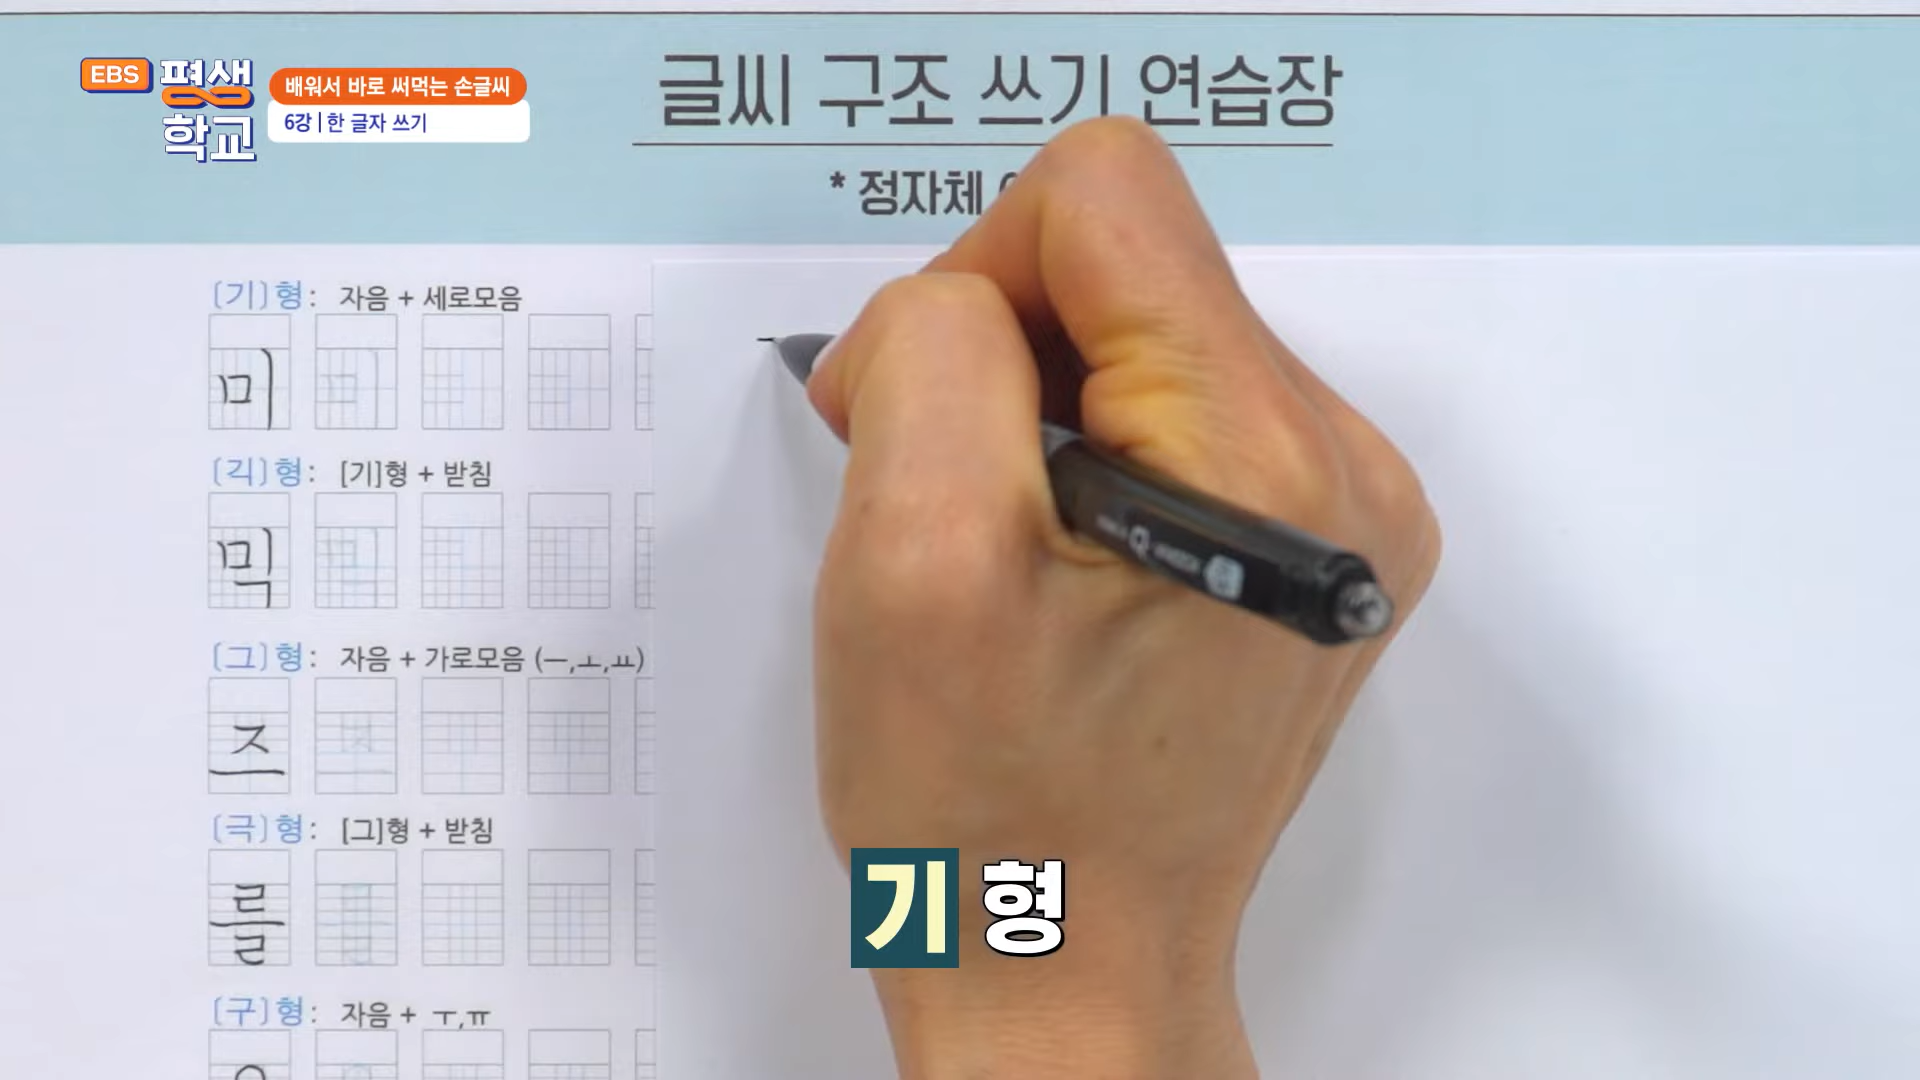 EBS 평생
학교
배워서 바로 써먹는 손글씨
6강 | 한 글자 쓰기
글씨 구조 쓰기 연습장
* 정자체
[기]형: 자음 + 세로모음
미
[긱]형: [기]형 + 받침
믹
[그]형: 자음 + 가로모음 (ㅡ,ㅗ,ㅛ)
즈
[극]형: [그]형 + 받침
를
[구]형: 자음 + ㅜ,ㅠ
기 형